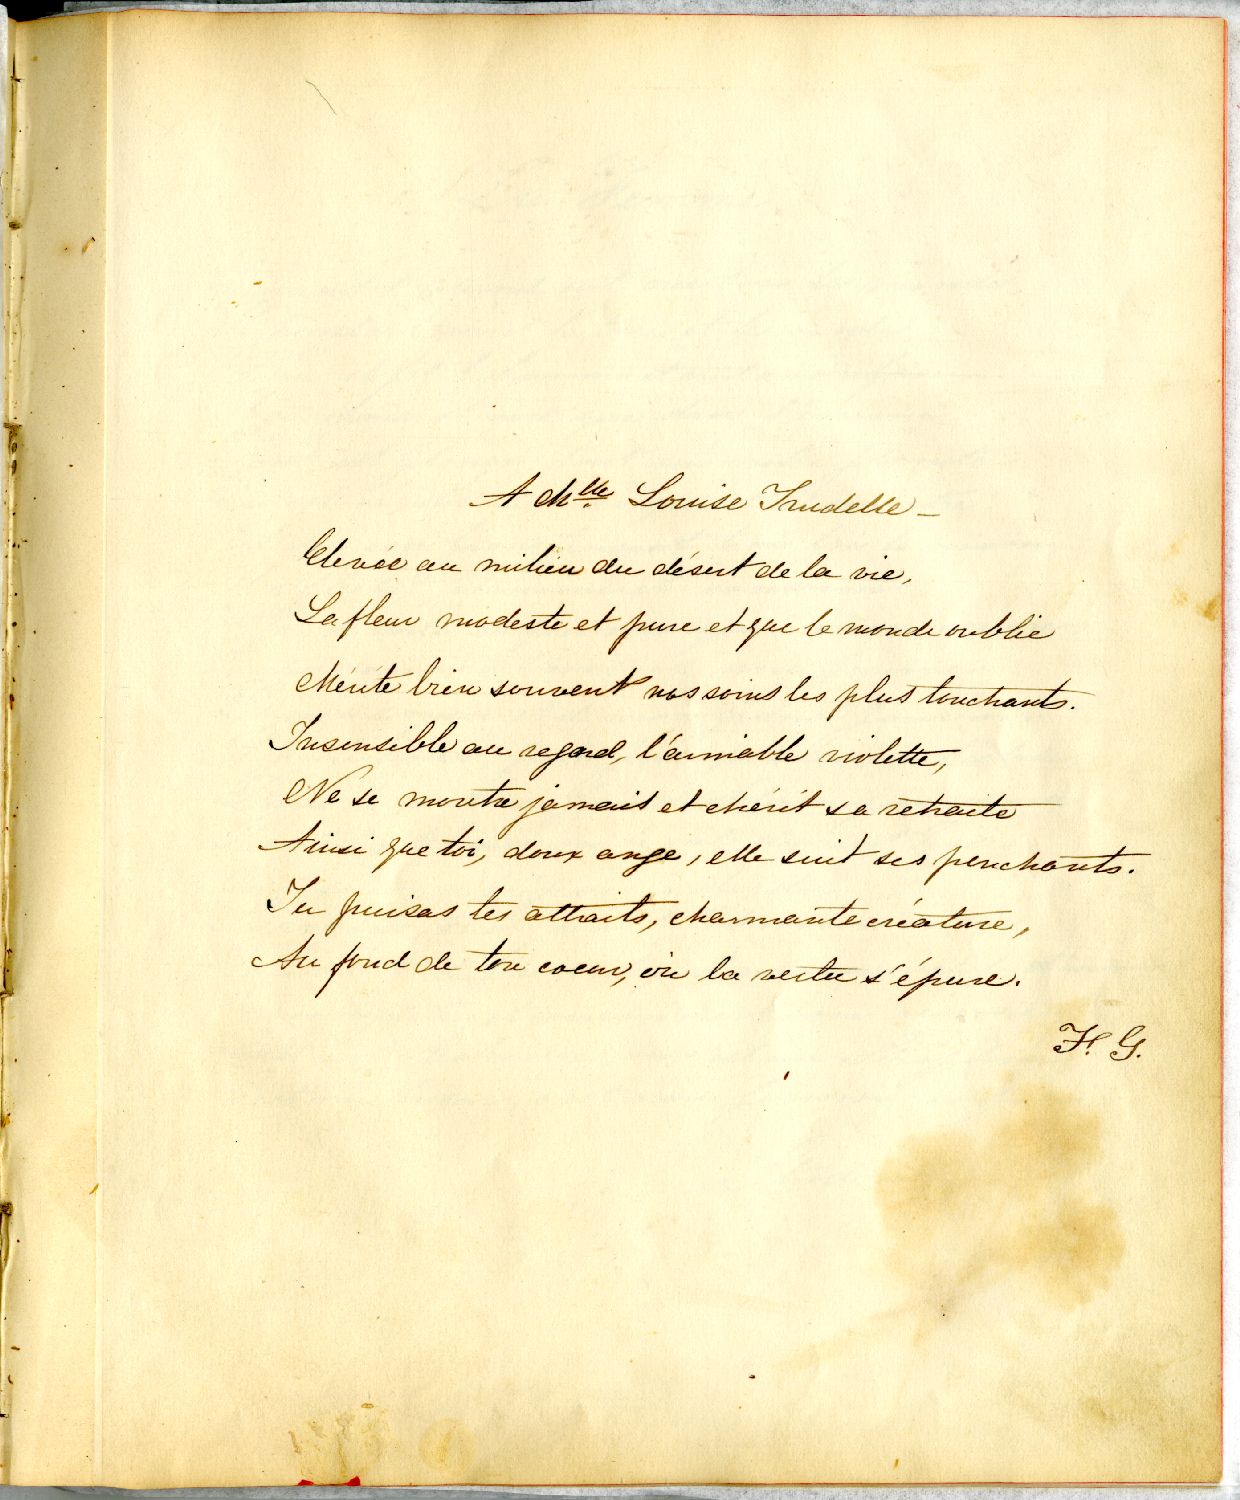 A Mlle. Louise Trudelle —
Elevée au milieu du désert de la vie,
La fleur modeste et pure et que le monde oublie
Mérite bien souvent nos soins les plus touchants.
Insensible au regard, l'aimable violette,
Ne se montre jamais et chérit sa retraite
Ainsi que toi, doux ange, elle suit ses penchants.
Tu puisas tes attraits, charmante créature,
Au fond de ton coeur, où la vertu s'épure.
F. G.